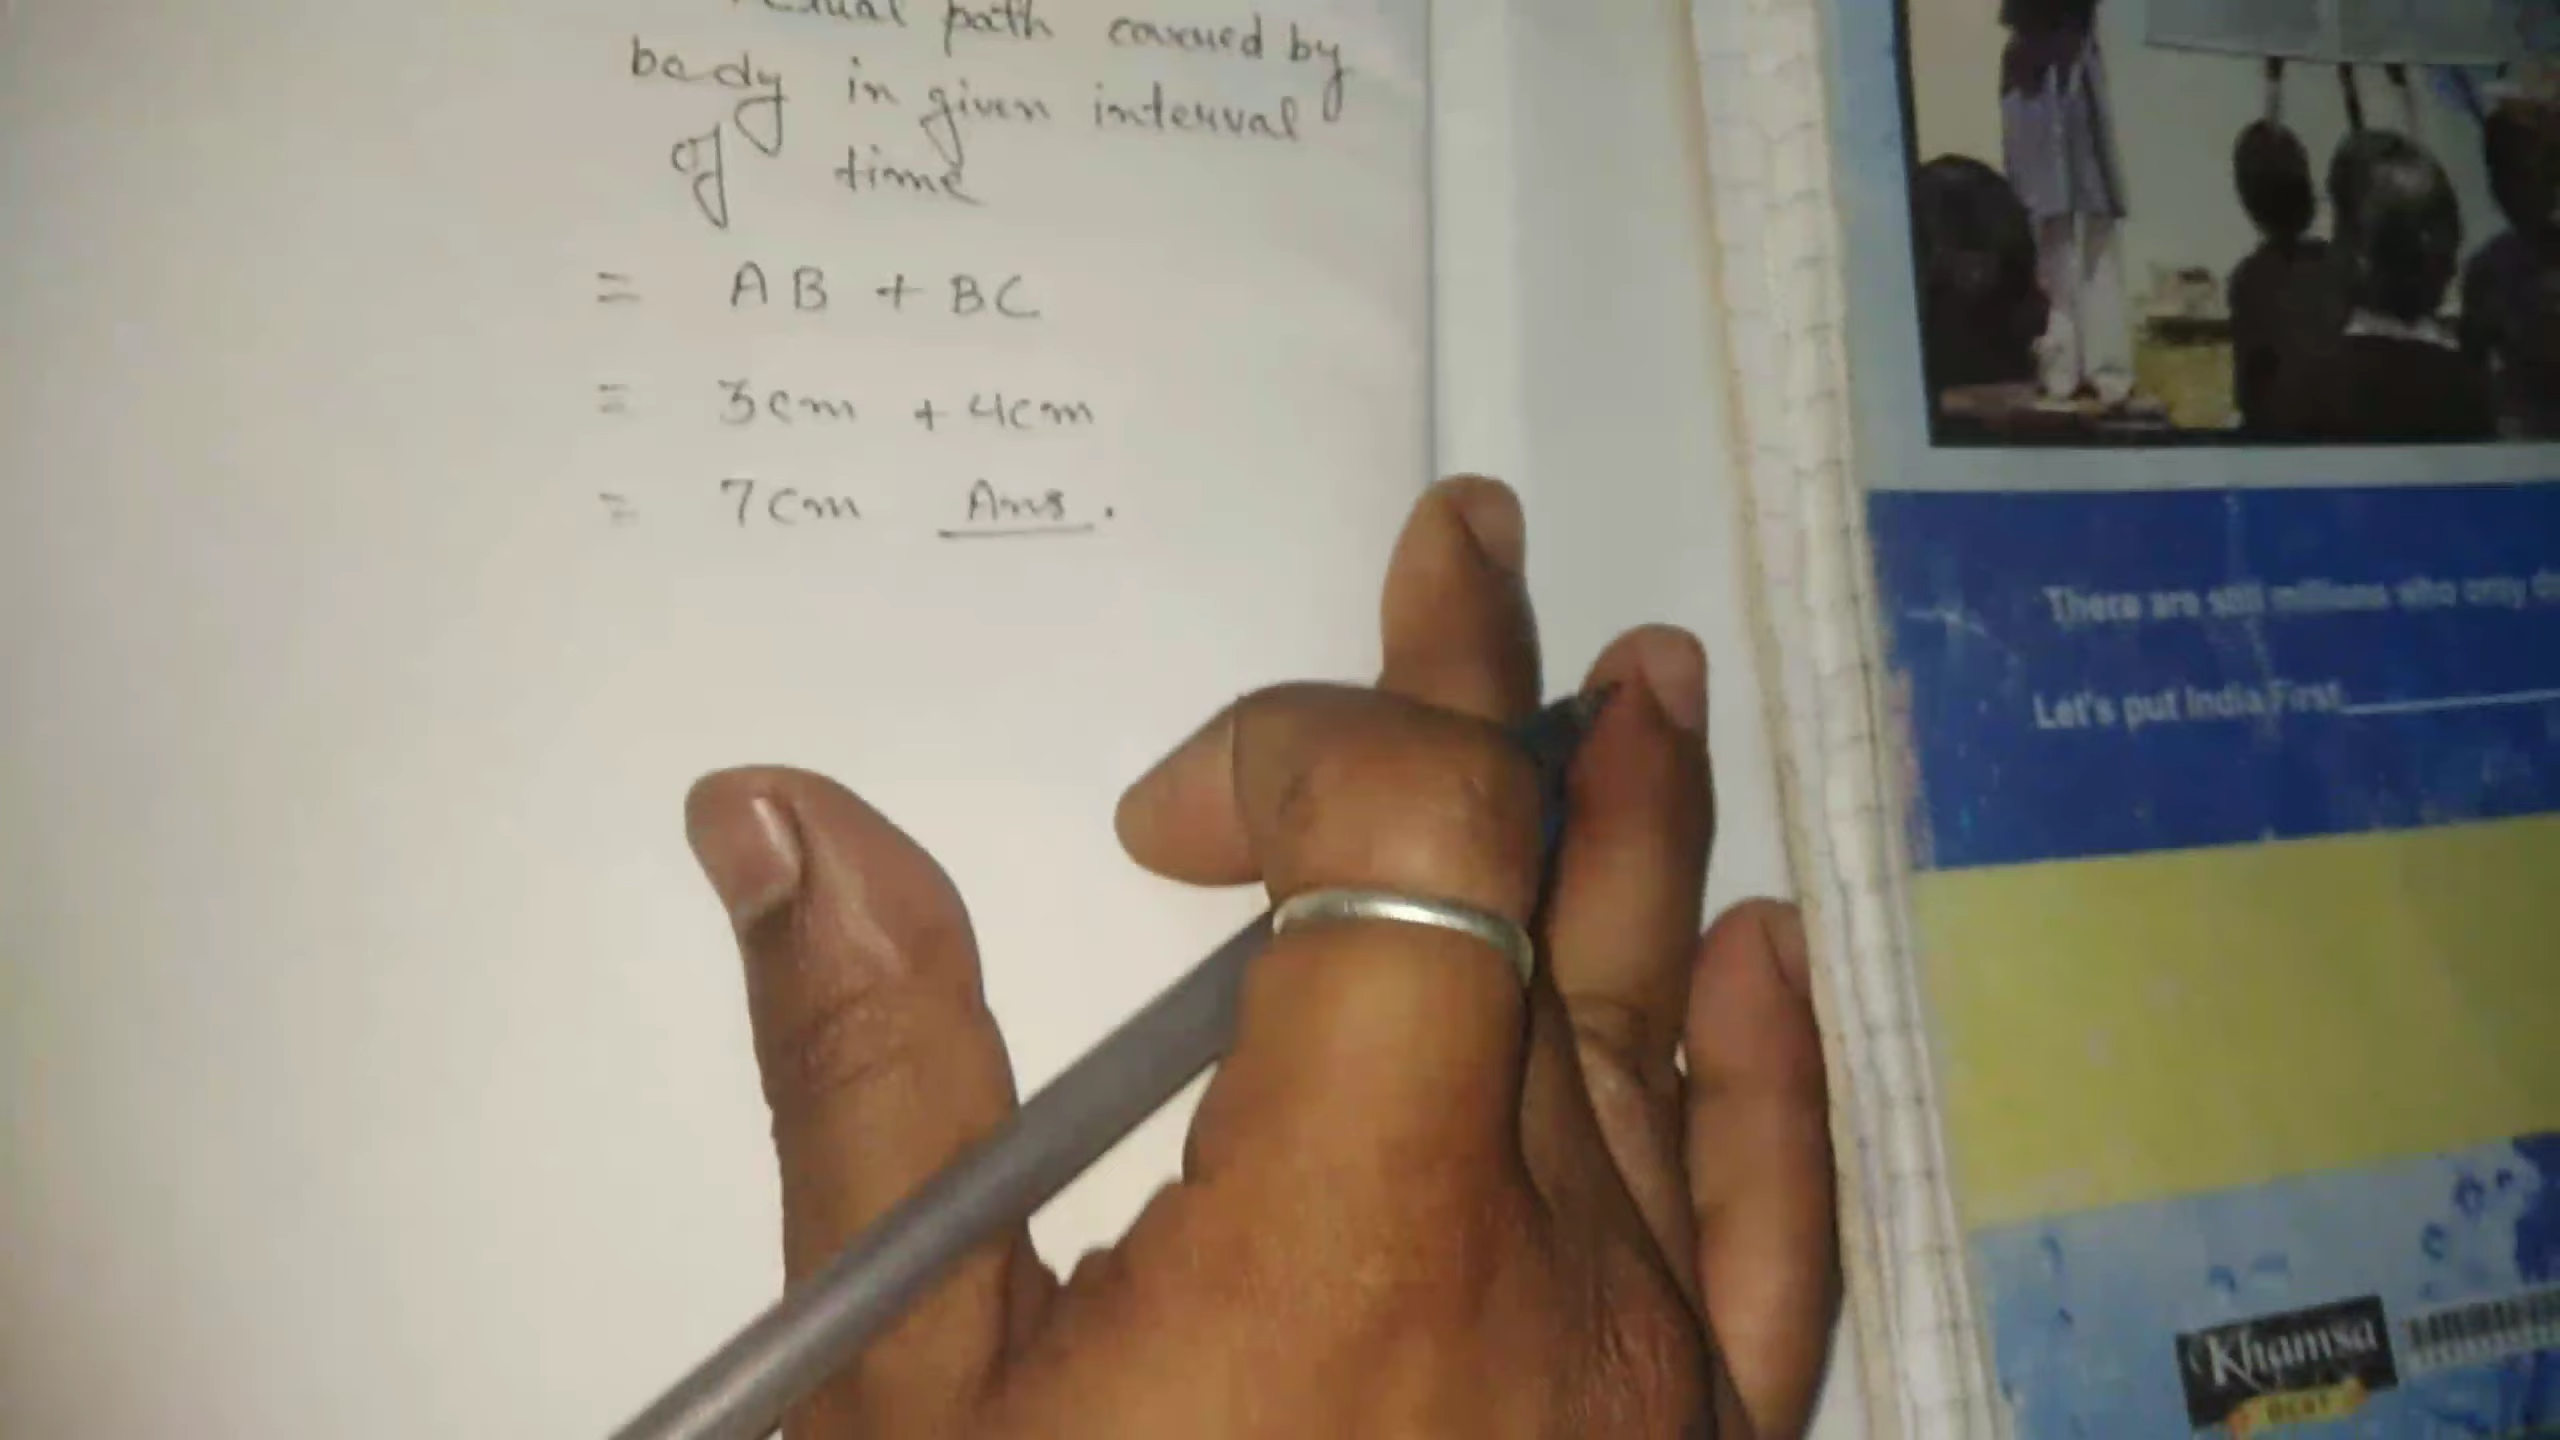 path covered by
body in given interval
of time
= AB + BC
= 3cm + 4cm
= 7cm Ans.
There are still millions who only
Let's put India First
Khamsa